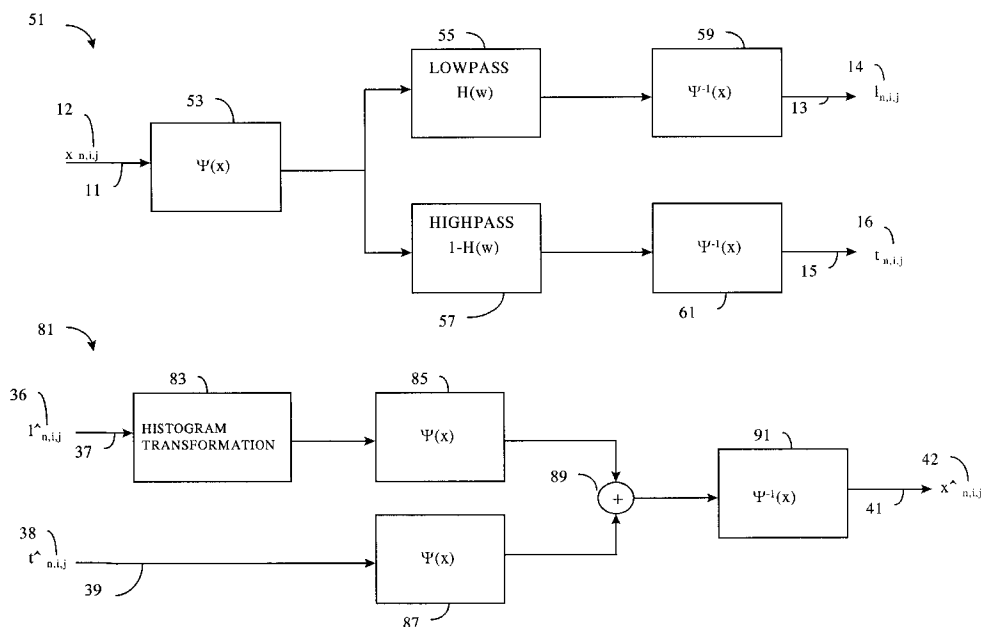 51
55
59
14
LOWPASS
H(w)
Ψ-1(x)
l n,i,j
13
12
53
x n,i,j
Ψ(x)
11
HIGHPASS
1-H(w)
Ψ-1(x)
16
t n,i,j
15
57
61
81
36
83
85
l^ n,i,j
HISTOGRAM
TRANSFORMATION
Ψ(x)
37
91
42
89
+
Ψ-1(x)
x^ n,i,j
41
38
t^ n,i,j
Ψ(x)
39
87